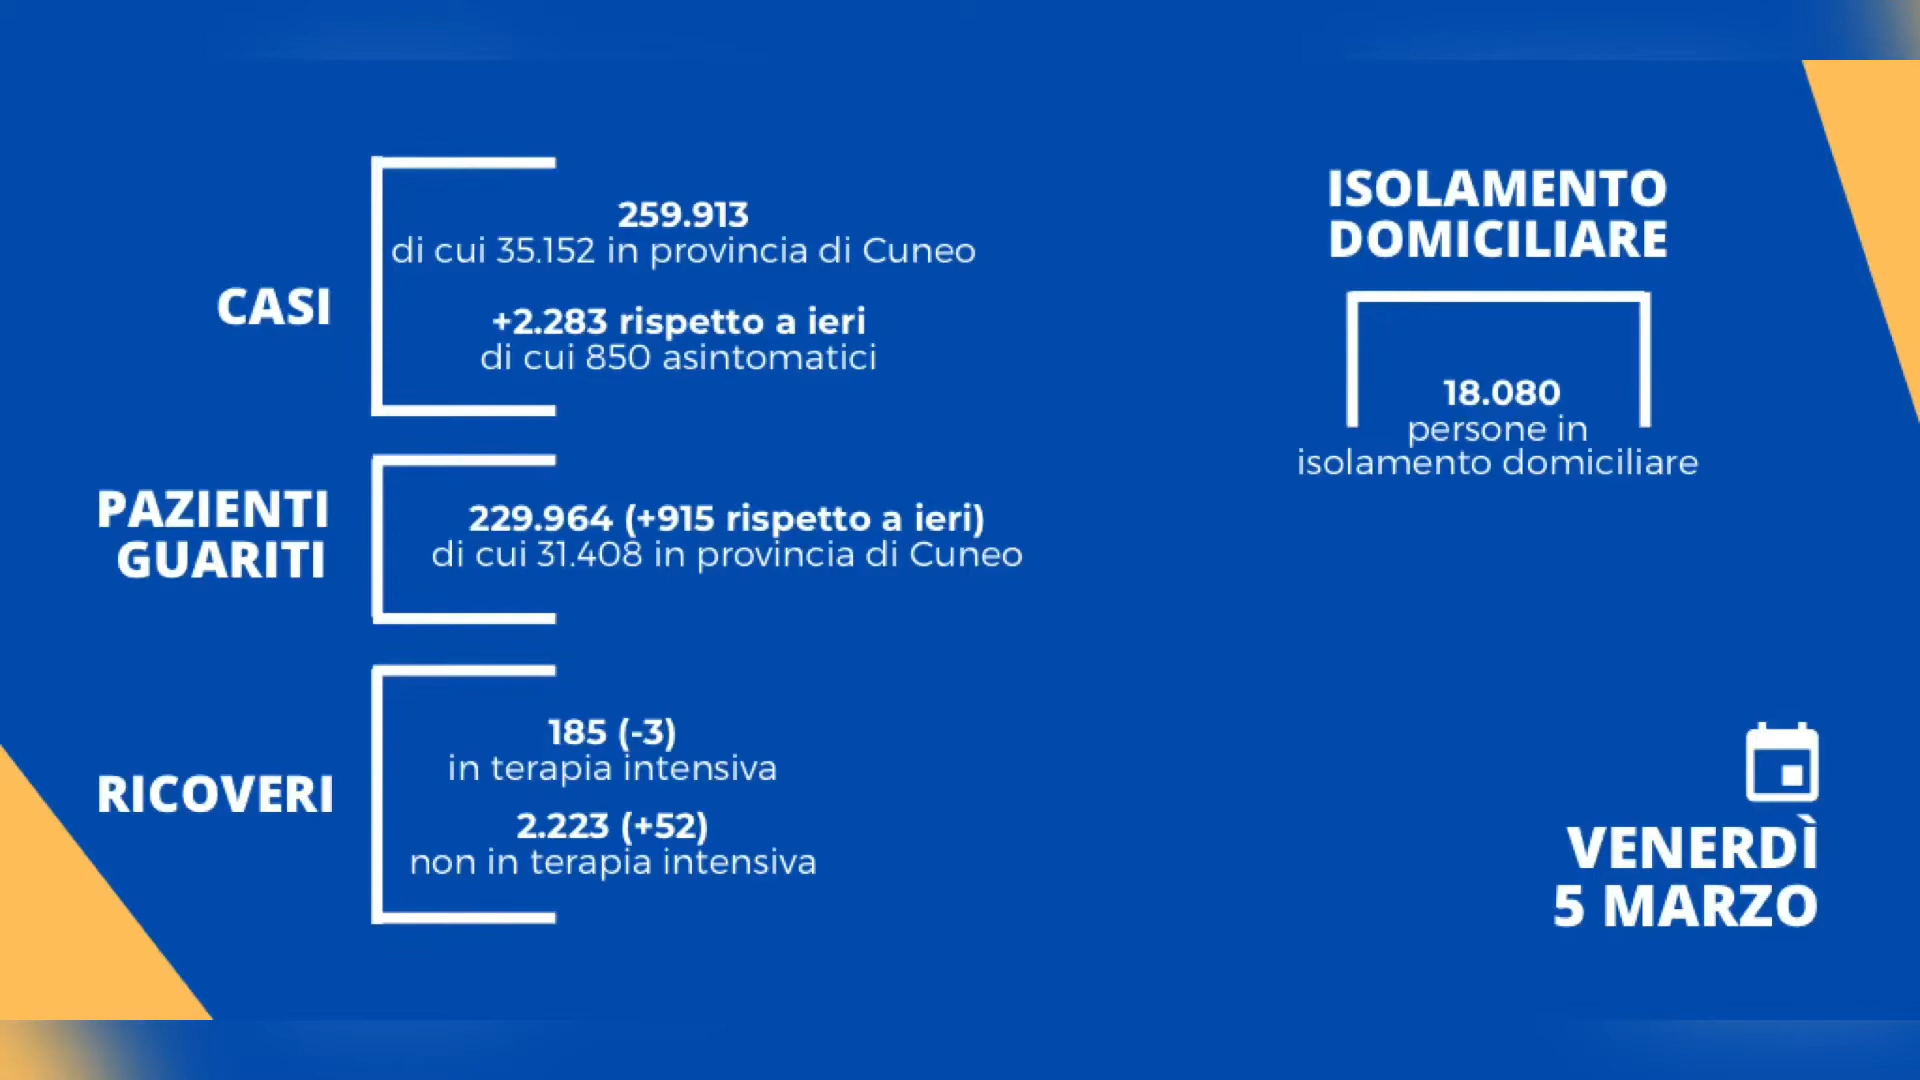 CASI
259.913
di cui 35.152 in provincia di Cuneo
+2.283 rispetto a ieri
di cui 850 asintomatici
PAZIENTI
GUARITI
229.964 (+915 rispetto a ieri)
di cui 31.408 in provincia di Cuneo
RICOVERI
185 (-3)
in terapia intensiva
2.223 (+52)
non in terapia intensiva
ISOLAMENTO
DOMICILIARE
18.080
persone in
isolamento domiciliare
VENERDÌ
5 MARZO